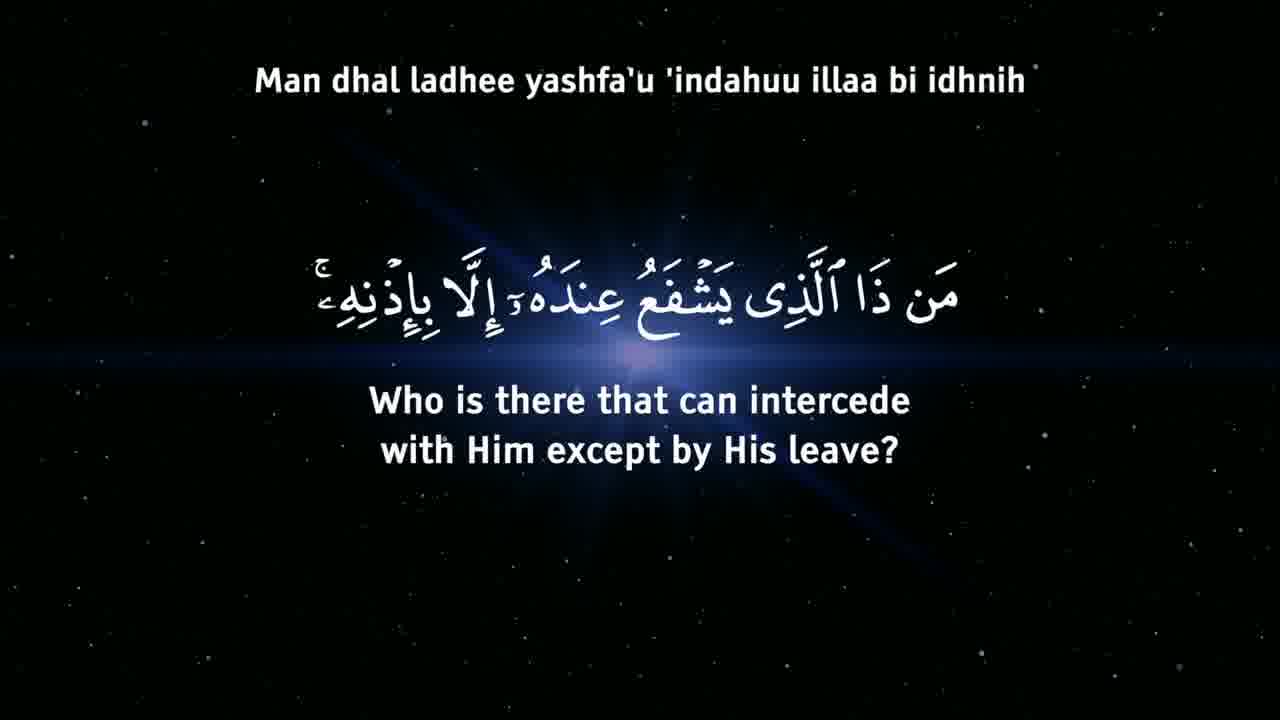 Man dhal ladhee yashfa'u 'indahuu illaa bi idhnih
مَن ذَا ٱلَّذِى يَشْفَعُ عِندَهُۥٓ إِلَّا بِإِذْنِهِۦۚ
Who is there that can intercede
with Him except by His leave?